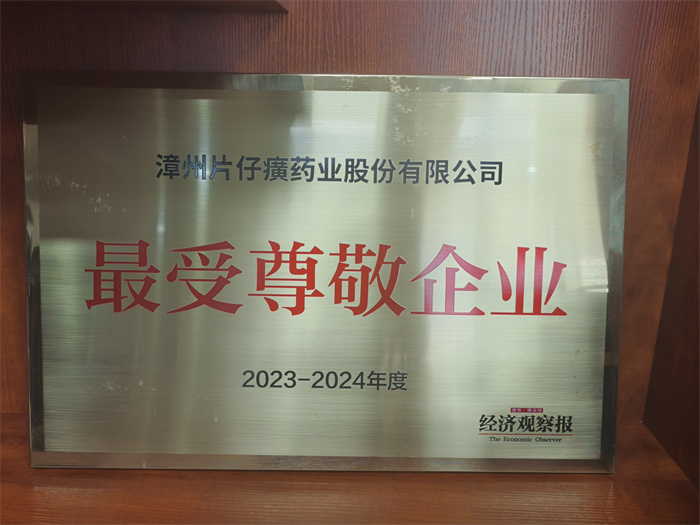 漳州片仔癀药业股份有限公司
最受尊敬企业
2023-2024年度
经济观察报
The Economic Observer